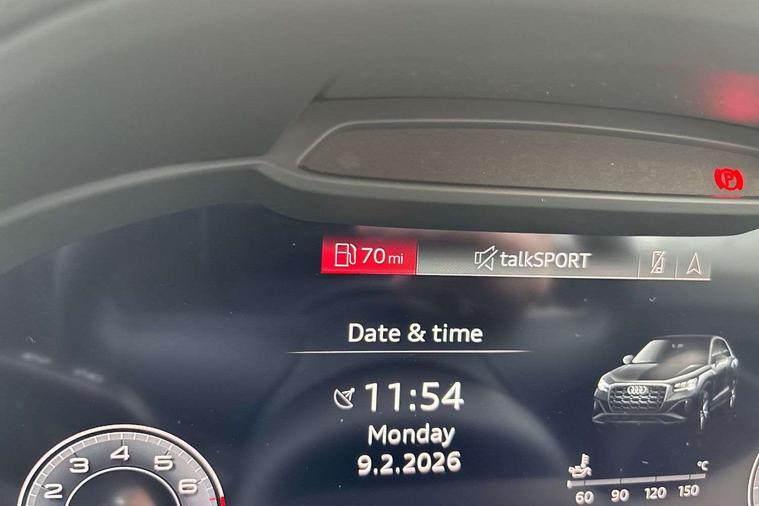 P
70 mi talkSPORT
Date & time
11:54
Monday
9.2.2026
2 3 4 5 6
°C
60 90 120 150